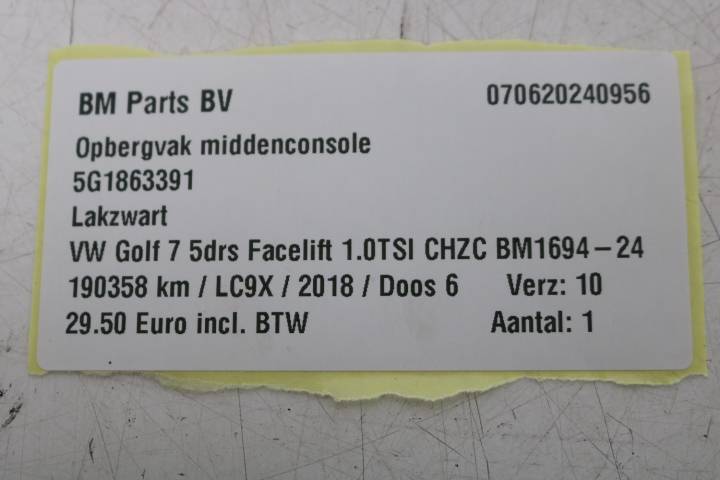 BM Parts BV 070620240956
Opbergvak middenconsole
5G1863391
Lakzwart
VW Golf 7 5drs Facelift 1.0TSI CHZC BM1694-24
190358 km / LC9X / 2018 / Doos 6 Verz: 10
29.50 Euro incl. BTW Aantal: 1